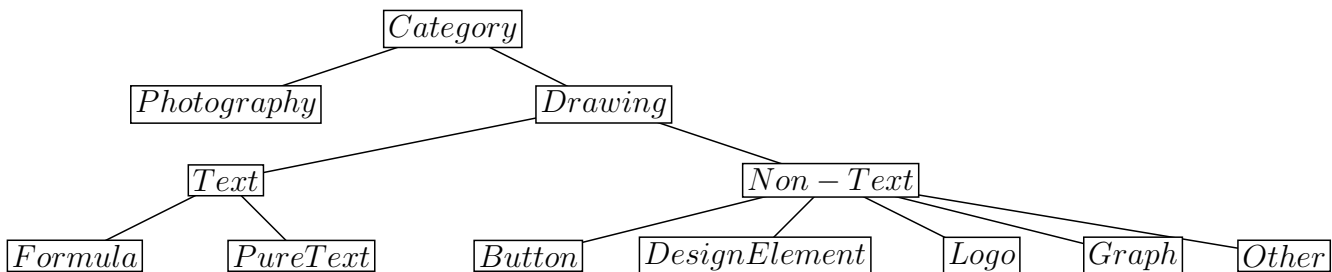 Category
Photography Drawing
Text Non − Text
Formula PureText Button DesignElement Logo Graph Other